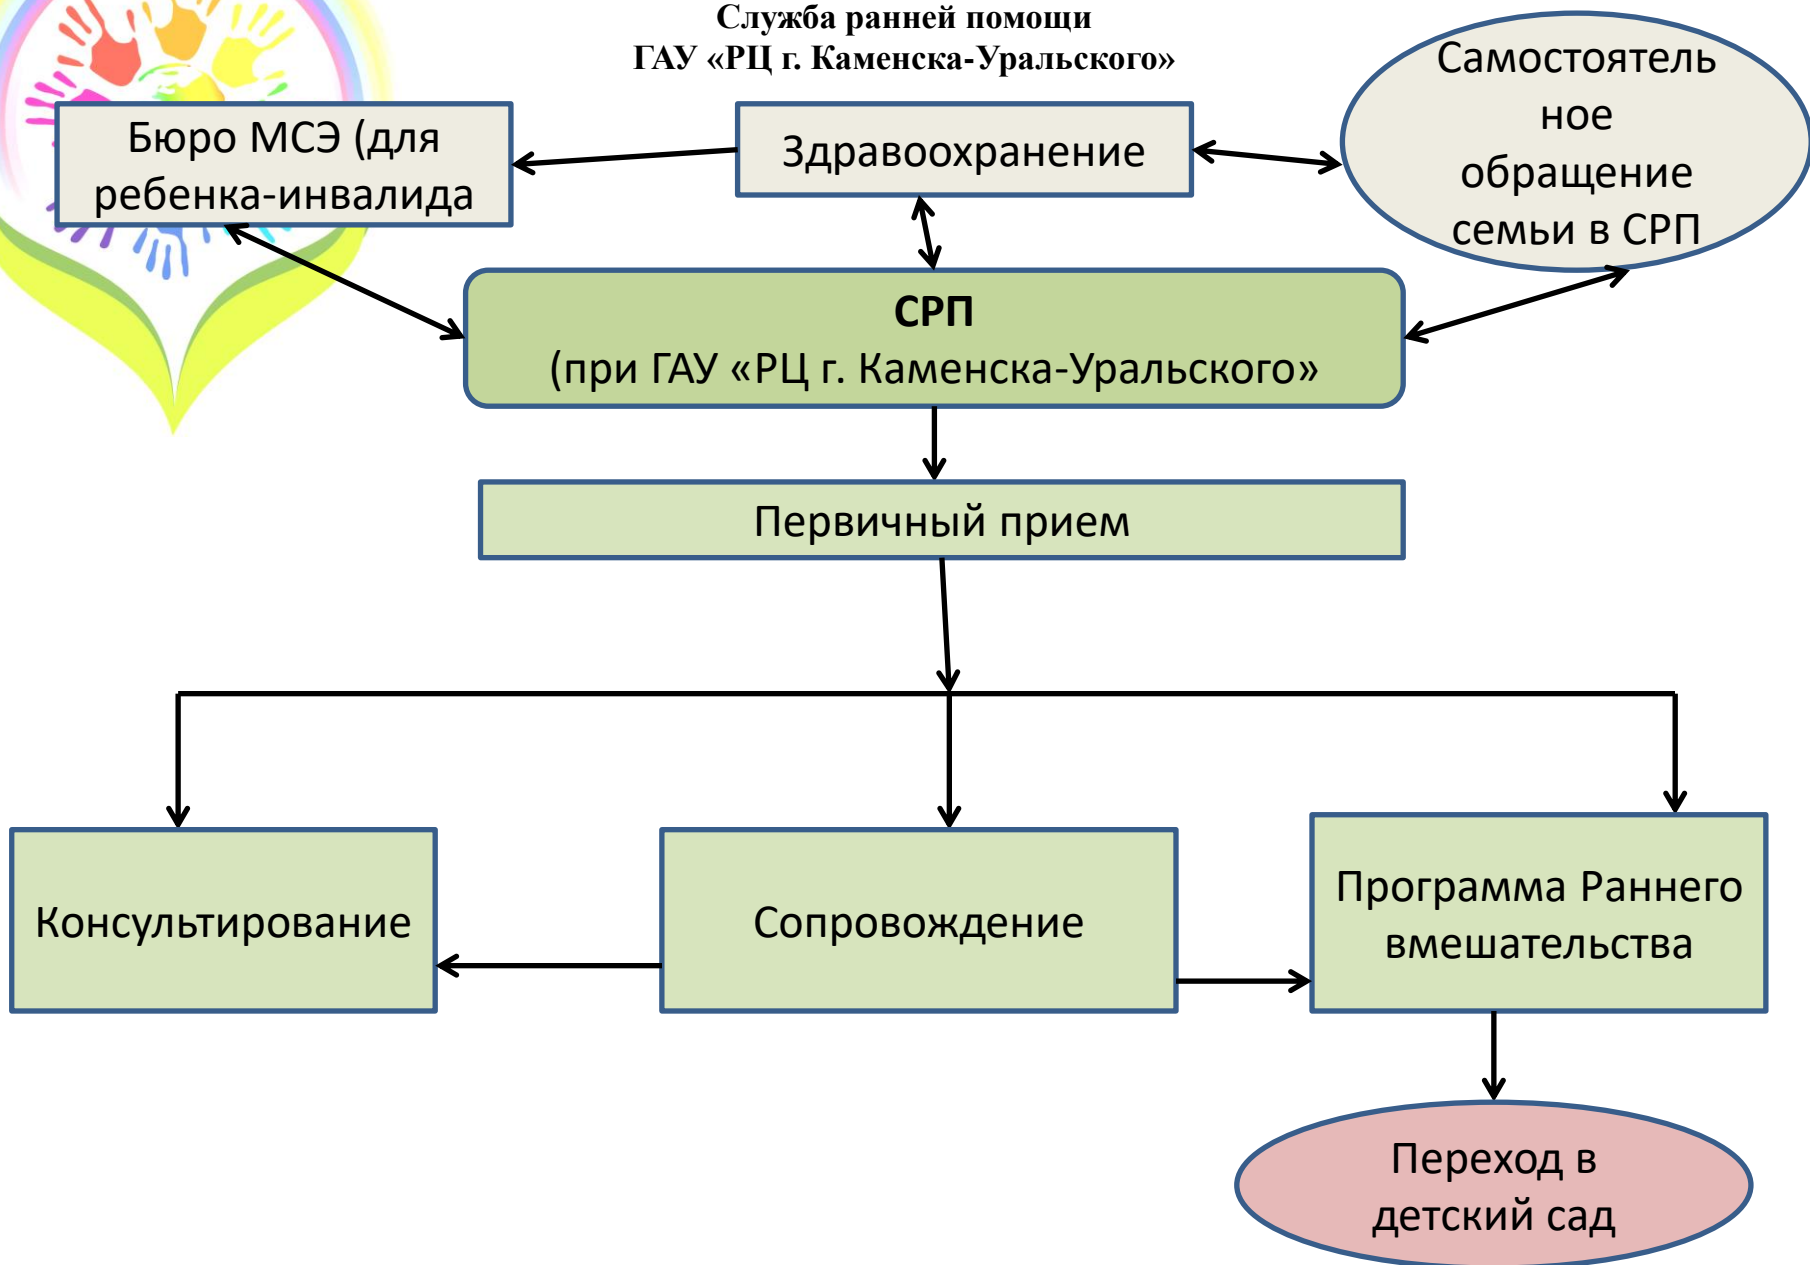 Служба ранней помощи
ГАУ «РЦ г. Каменска-Уральского»
Бюро МСЭ (для
ребенка-инвалида
Здравоохранение
Самостоятель
ное
обращение
семьи в СРП
СРП
(при ГАУ «РЦ г. Каменска-Уральского»
Первичный прием
Консультирование
Сопровождение
Программа Раннего
вмешательства
Переход в
детский сад